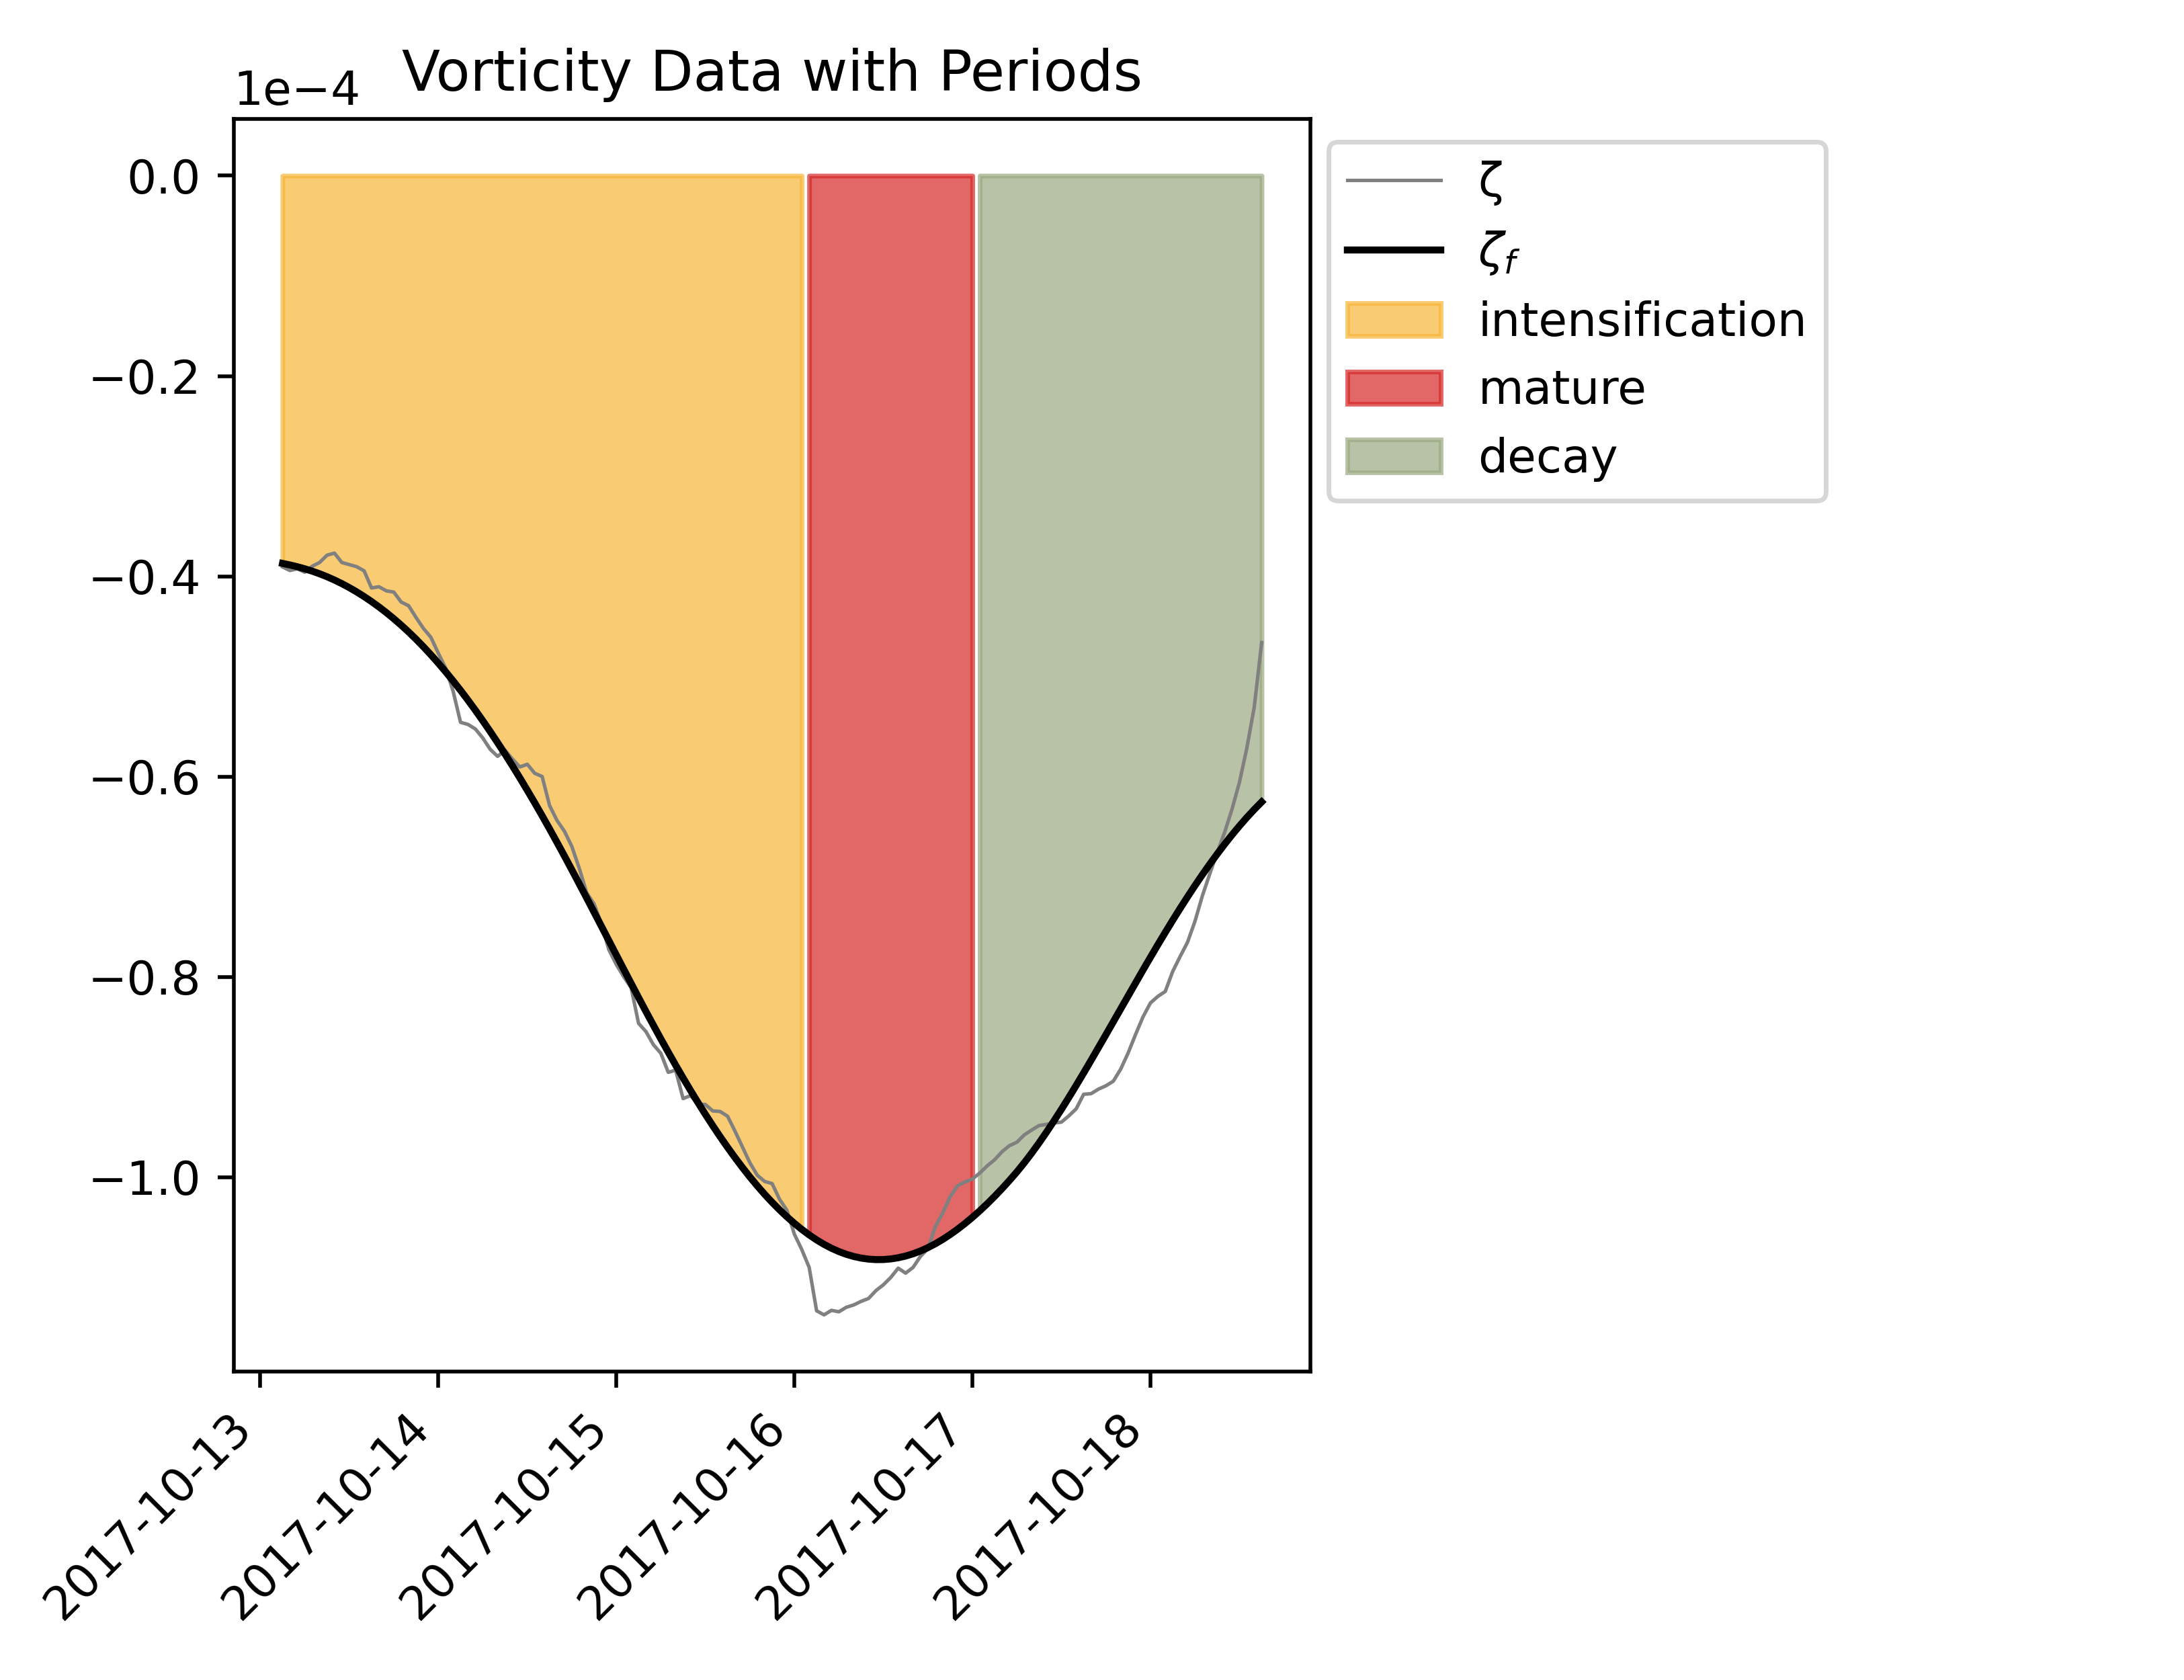 Vorticity Data with Periods
1e−4
0.0
−0.2
−0.4
−0.6
−0.8
−1.0
2017-10-13
2017-10-14
2017-10-15
2017-10-16
2017-10-17
2017-10-18
ζ
ζf
intensification
mature
decay